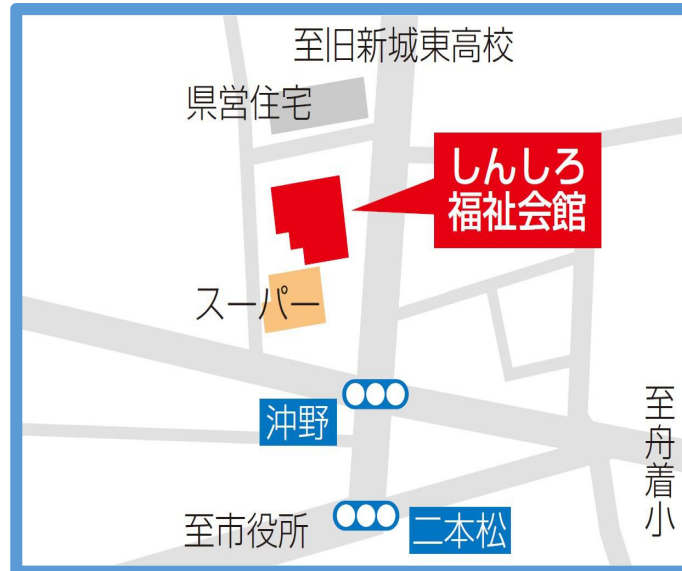 至旧新城東高校
県営住宅
しんしろ
福祉会館
スーパー
沖野
至舟着小
至市役所
二本松